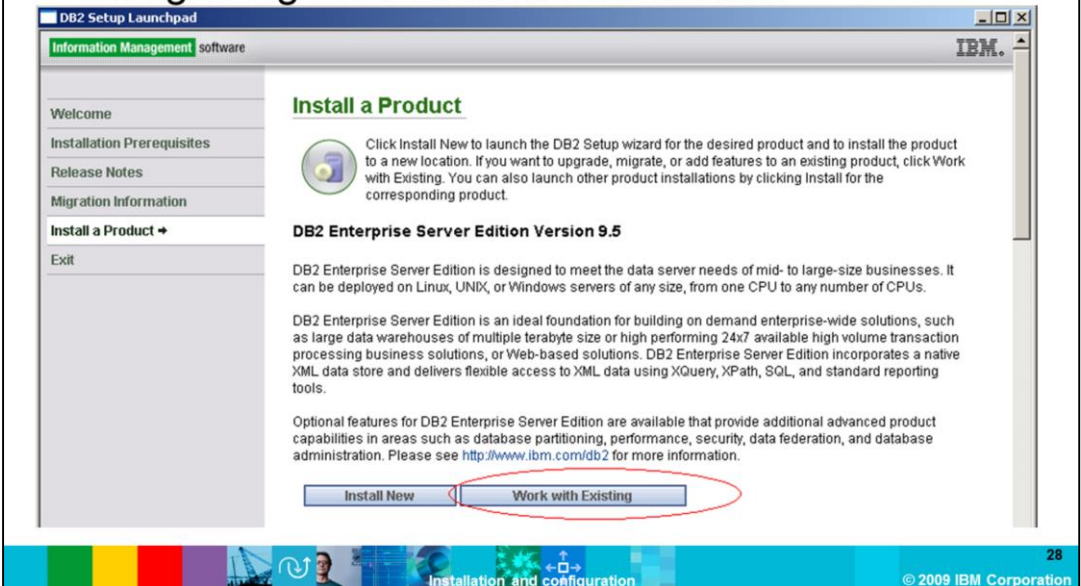 DB2 Setup Launchpad
Information Management software
IBM.
Welcome
Installation Prerequisites
Release Notes
Migration Information
Install a Product
Exit
Install a Product
Click Install New to launch the DB2 Setup wizard for the desired product and to install the product
to a new location. If you want to upgrade, migrate, or add features to an existing product, click Work
with Existing. You can also launch other product installations by clicking Install for the
corresponding product.
DB2 Enterprise Server Edition Version 9.5
DB2 Enterprise Server Edition is designed to meet the data server needs of mid- to large-size businesses. It
can be deployed on Linux, UNIX, or Windows servers of any size, from one CPU to any number of CPUs.
DB2 Enterprise Server Edition is an ideal foundation for building on demand enterprise-wide solutions, such
as large data warehouses of multiple terabyte size or high performing 24x7 available high volume transaction
processing business solutions, or Web-based solutions. DB2 Enterprise Server Edition incorporates a native
XML data store and delivers flexible access to XML data using XQuery, XPath, SQL, and standard reporting
tools.
Optional features for DB2 Enterprise Server Edition are available that provide additional advanced product
capabilities in areas such as database partitioning, performance, security, data federation, and database
administration. Please see http://www.ibm.com/db2 for more information.
Install New
Work with Existing
28
Installation and configuration
© 2009 IBM Corporation